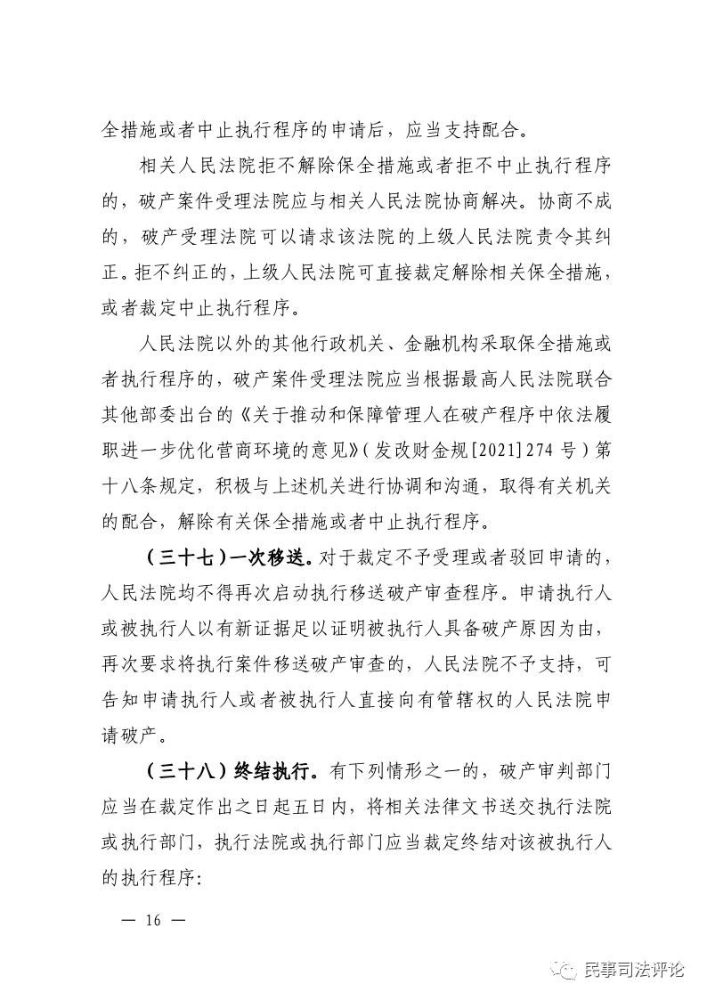 全措施或者中止执行程序的申请后，应当支持配合。
相关人民法院拒不解除保全措施或者拒不中止执行程序
的，破产案件受理法院应与相关人民法院协商解决。协商不成
的，破产受理法院可以请求该法院的上级人民法院责令其纠
正。拒不纠正的，上级人民法院可直接裁定解除相关保全措施，
或者裁定中止执行程序。
人民法院以外的其他行政机关、金融机构采取保全措施或
者执行程序的，破产案件受理法院应当根据最高人民法院联合
其他部委出台的《关于推动和保障管理人在破产程序中依法履
职进一步优化营商环境的意见》（发改财金规[2021]274 号）第
十八条规定，积极与上述机关进行协调和沟通，取得有关机关
的配合，解除有关保全措施或者中止执行程序。
（三十七）一次移送。对于裁定不予受理或者驳回申请的，
人民法院均不得再次启动执行移送破产审查程序。申请执行人
或被执行人以有新证据足以证明被执行人具备破产原因为由，
再次要求将执行案件移送破产审查的，人民法院不予支持，可
告知申请执行人或者被执行人直接向有管辖权的人民法院申
请破产。
（三十八）终结执行。有下列情形之一的，破产审判部门
应当在裁定作出之日起五日内，将相关法律文书送交执行法院
或执行部门，执行法院或执行部门应当裁定终结对该被执行人
的执行程序：
— 16 —
民事司法评论